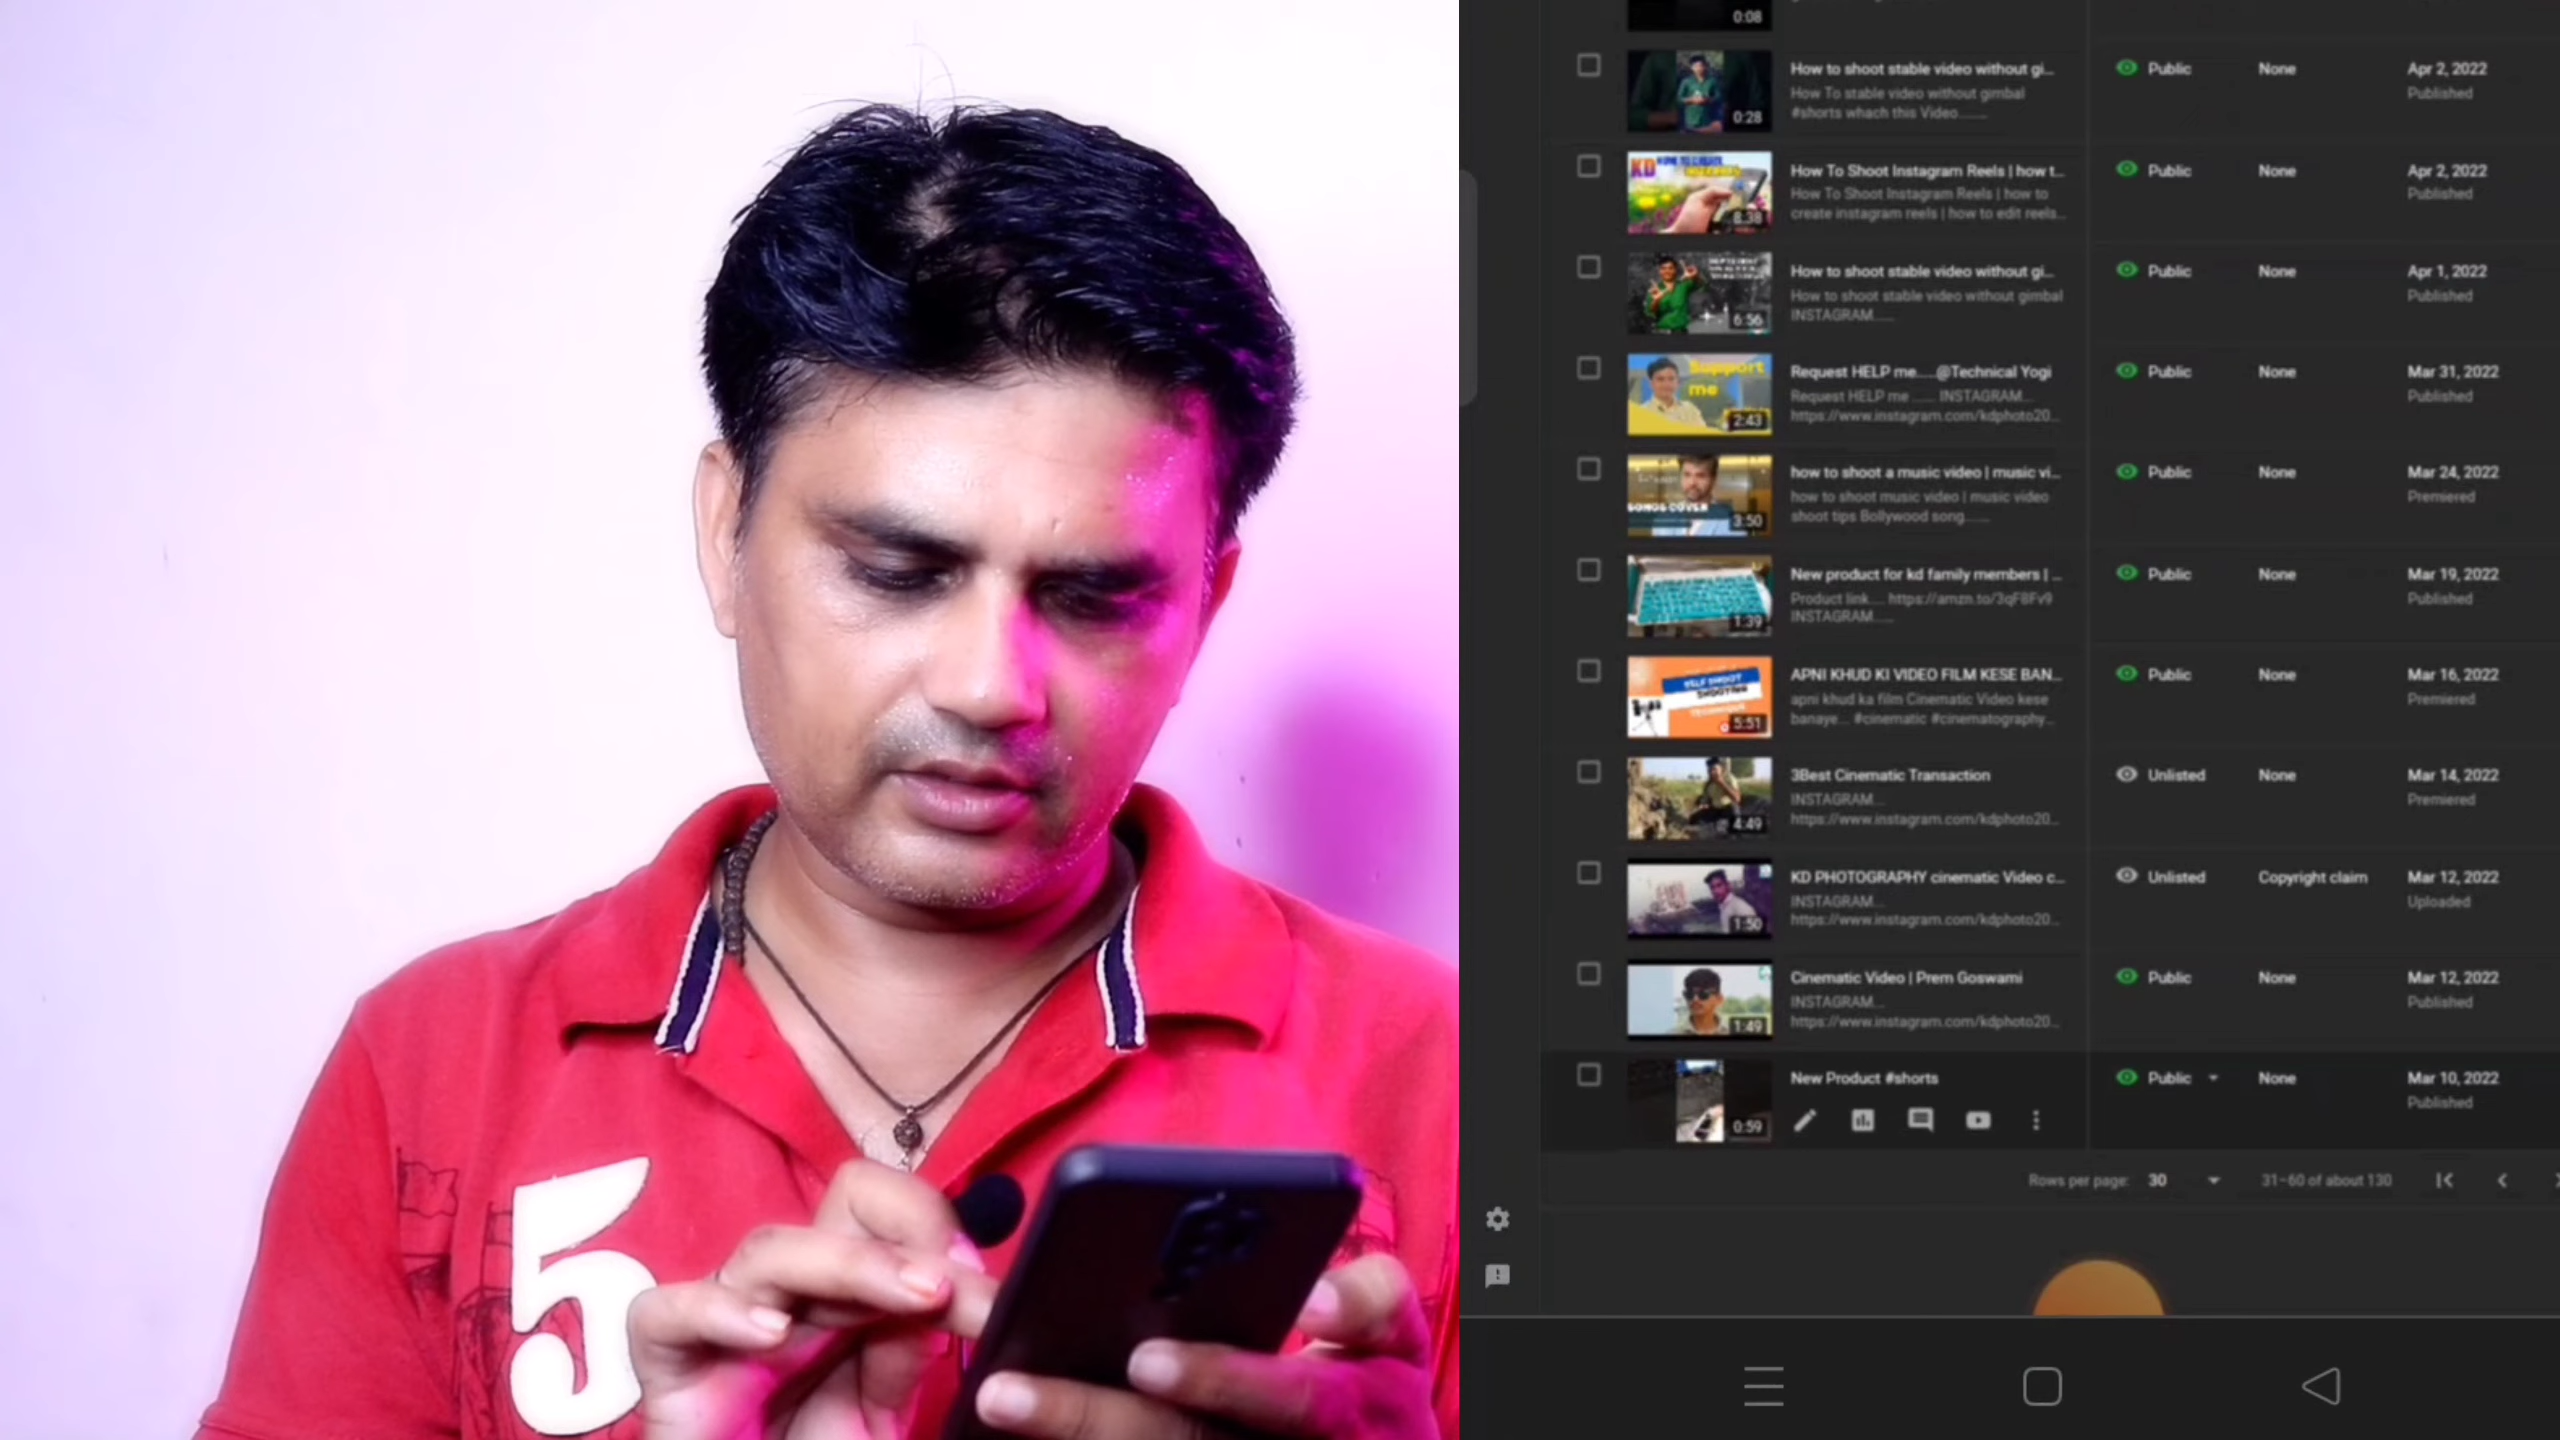 0:08
How to shoot stable video without gi...
Public
None
Apr 2, 2022
How To stable video without gimbal
Published
#shorts whach this Video.......
0:28
KD HOW TO CREATE
How To Shoot Instagram Reels | how t...
Public
None
Apr 2, 2022
How To Shoot Instagram Reels | how to
Published
create instagram reels | how to edit reels...
8:38
How to shoot stable video without gi...
Public
None
Apr 1, 2022
How to shoot stable video without gimbal
Published
INSTAGRAM.....
6:56
Support
me
Request HELP me.....@Technical Yogi
Public
None
Mar 31, 2022
Request HELP me ...... INSTAGRAM...
Published
https://www.instagram.com/kdphoto20...
2:43
how to shoot a music video | music vi...
Public
None
Mar 24, 2022
how to shoot music video | music video
Premiered
shoot tips Bollywood song......
SONGS COVER
3:50
New product for kd family members | ...
Public
None
Mar 19, 2022
Product link.... https://amzn.to/3qF8Fv9
Published
INSTAGRAM.....
1:39
SELF SHOOT
SHOOTING
TECHNIQUE
APNI KHUD KI VIDEO FILM KESE BAN...
Public
None
Mar 16, 2022
apni khud ka film Cinematic Video kese
Premiered
banaye... #cinematic #cinematography...
5:51
3Best Cinematic Transaction
Unlisted
None
Mar 14, 2022
INSTAGRAM...
Premiered
https://www.instagram.com/kdphoto20...
4:49
KD PHOTOGRAPHY cinematic Video c...
Unlisted
Copyright claim
Mar 12, 2022
INSTAGRAM...
Uploaded
https://www.instagram.com/kdphoto20...
1:50
Cinematic Video | Prem Goswami
Public
None
Mar 12, 2022
INSTAGRAM...
Published
https://www.instagram.com/kdphoto20...
1:49
New Product #shorts
Public
None
Mar 10, 2022
Published
0:59
Rows per page: 30
31–60 of about 130
5